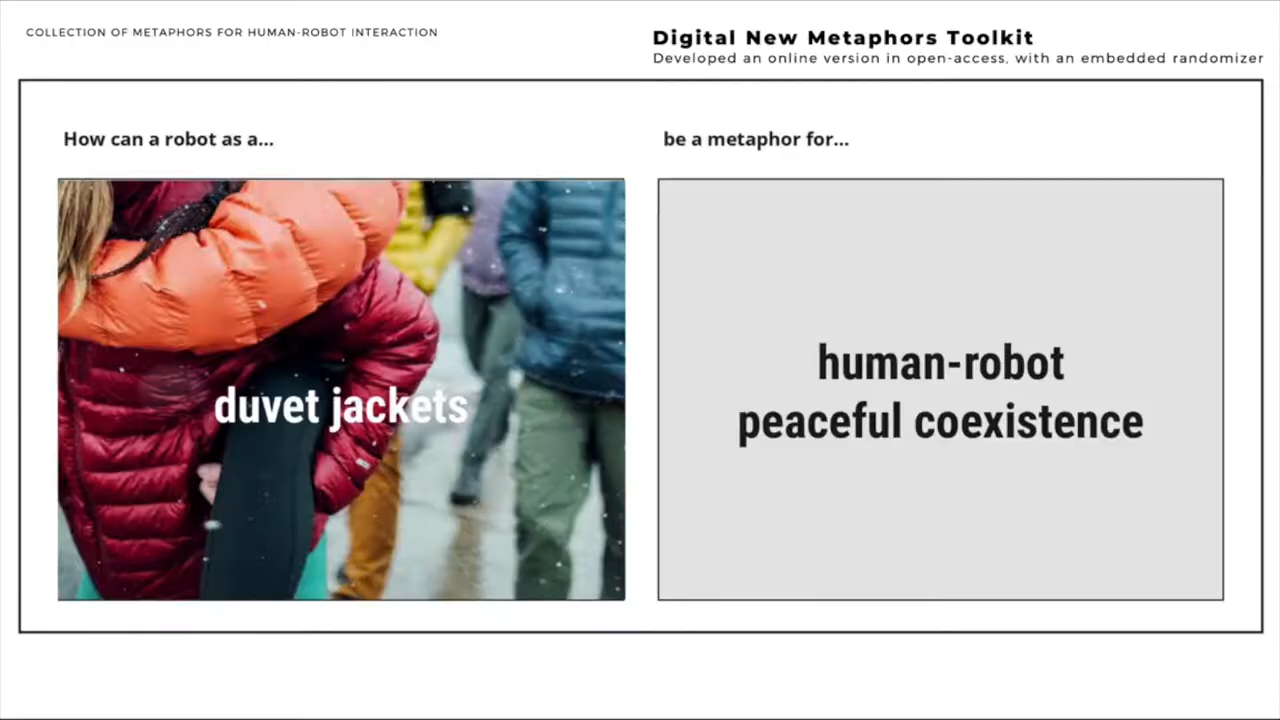 COLLECTION OF METAPHORS FOR HUMAN-ROBOT INTERACTION
Digital New Metaphors Toolkit
Developed an online version in open-access, with an embedded randomizer
How can a robot as a...
be a metaphor for...
duvet jackets
human-robot
peaceful coexistence